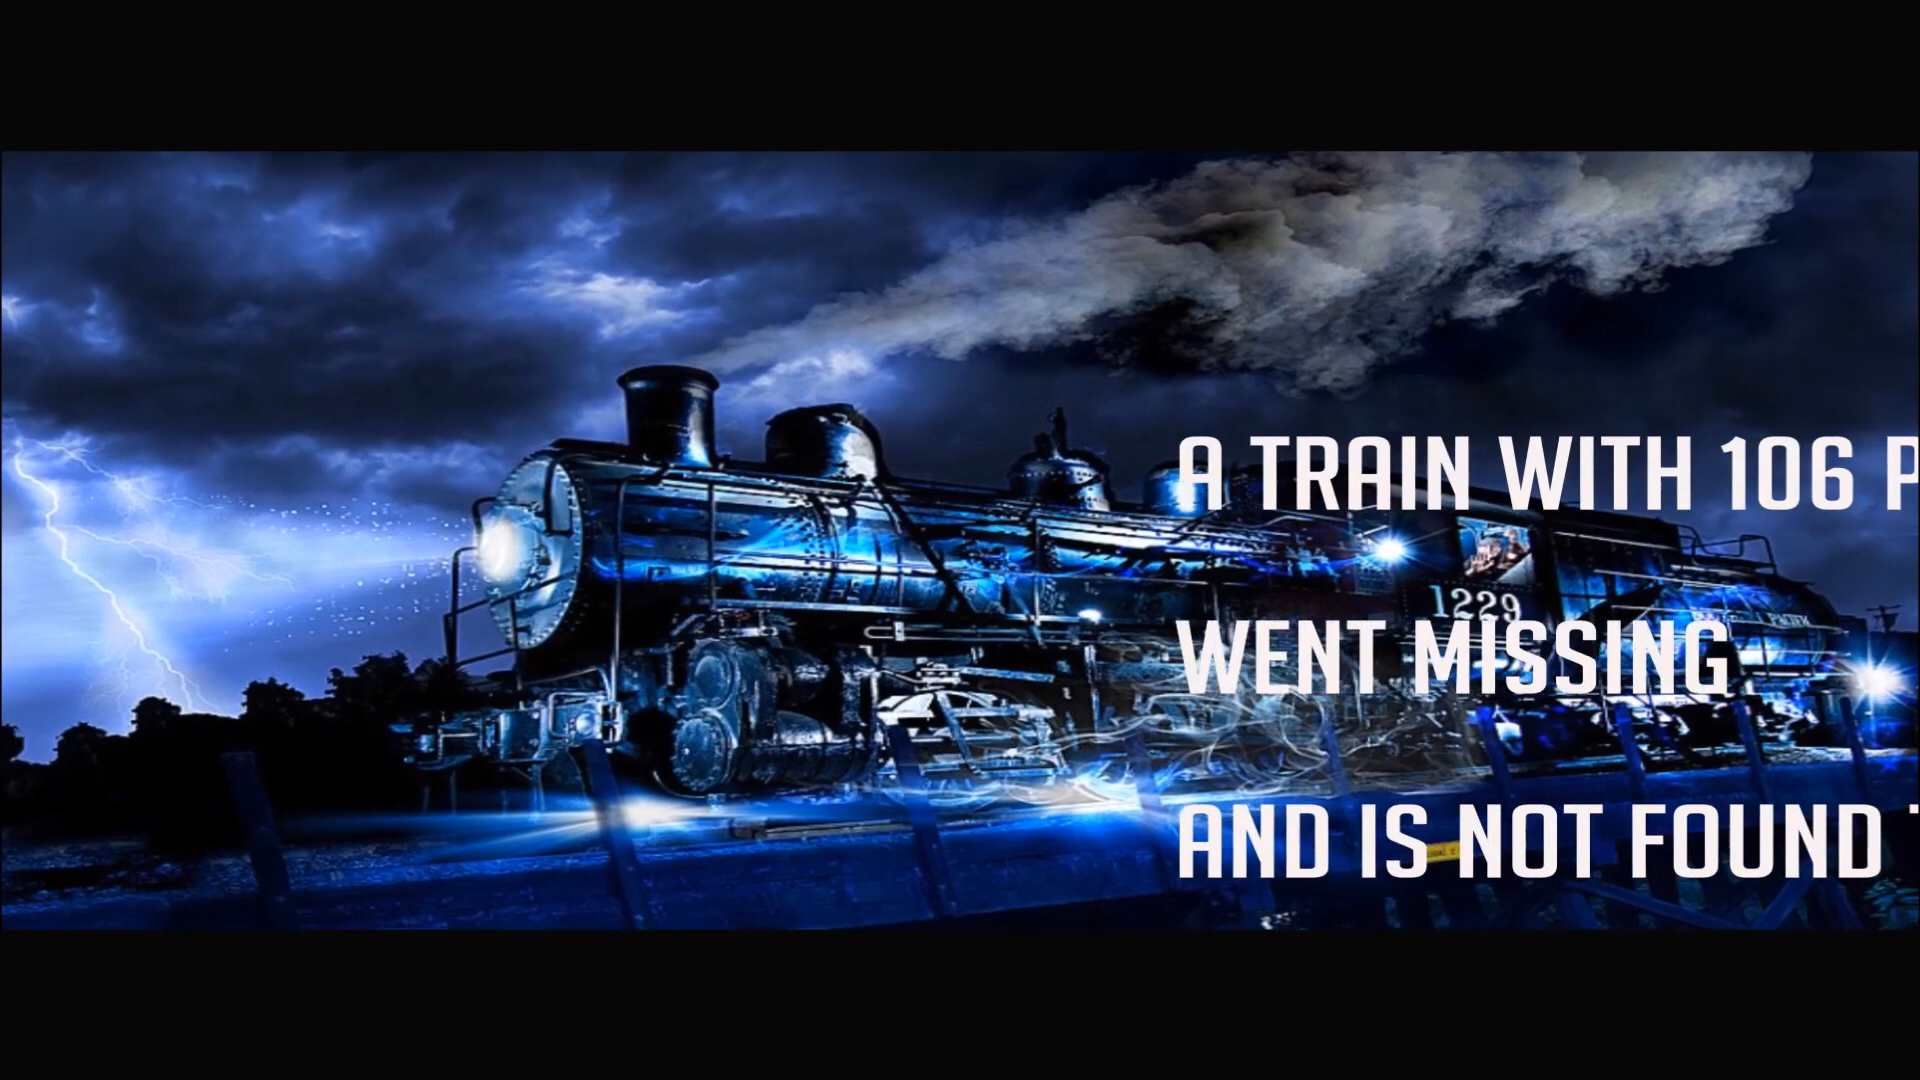 A TRAIN WITH 106 P
1229
WENT MISSING
AND IS NOT FOUND